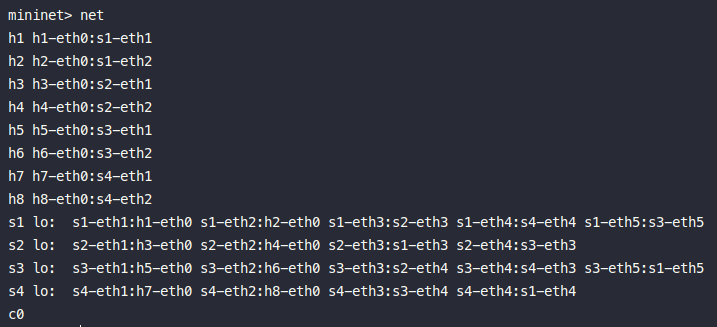 mininet> net
h1 h1-eth0:s1-eth1
h2 h2-eth0:s1-eth2
h3 h3-eth0:s2-eth1
h4 h4-eth0:s2-eth2
h5 h5-eth0:s3-eth1
h6 h6-eth0:s3-eth2
h7 h7-eth0:s4-eth1
h8 h8-eth0:s4-eth2
s1 lo:  s1-eth1:h1-eth0 s1-eth2:h2-eth0 s1-eth3:s2-eth3 s1-eth4:s4-eth4 s1-eth5:s3-eth5
s2 lo:  s2-eth1:h3-eth0 s2-eth2:h4-eth0 s2-eth3:s1-eth3 s2-eth4:s3-eth3
s3 lo:  s3-eth1:h5-eth0 s3-eth2:h6-eth0 s3-eth3:s2-eth4 s3-eth4:s4-eth3 s3-eth5:s1-eth5
s4 lo:  s4-eth1:h7-eth0 s4-eth2:h8-eth0 s4-eth3:s3-eth4 s4-eth4:s1-eth4
c0